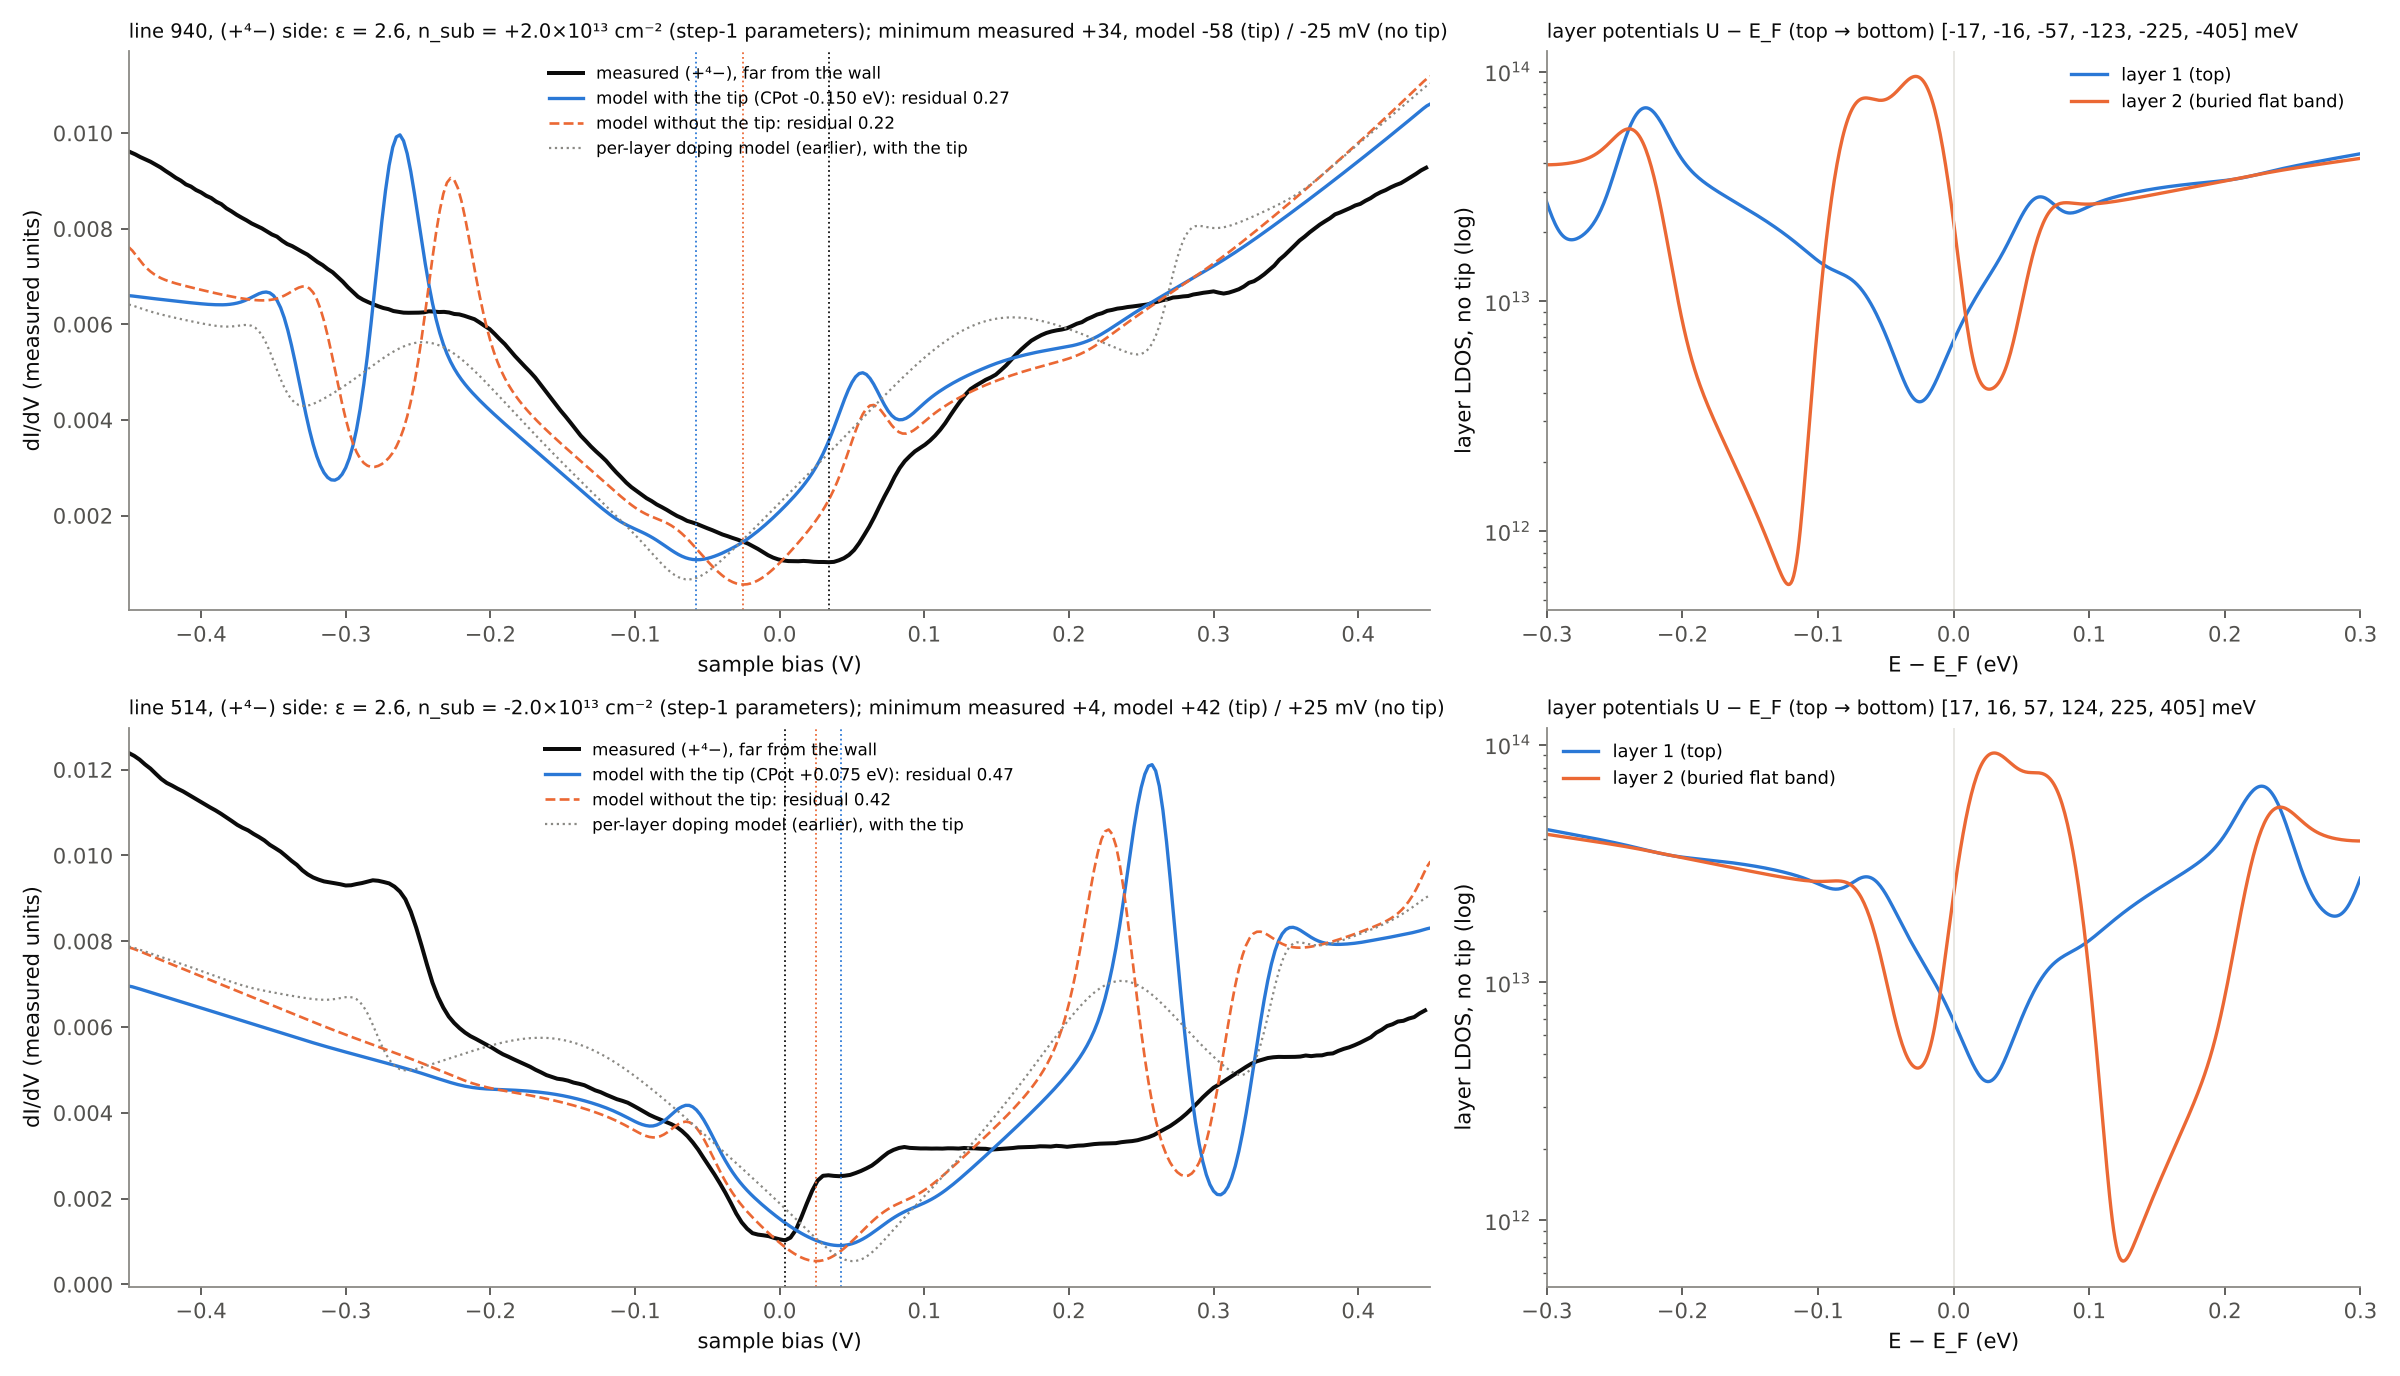 line 940, (+⁴−) side: ε = 2.6, n_sub = +2.0×10¹³ cm⁻² (step-1 parameters); minimum measured +34, model -58 (tip) / -25 mV (no tip)
measured (+⁴−), far from the wall
model with the tip (CPot -0.150 eV): residual 0.27
model without the tip: residual 0.22
per-layer doping model (earlier), with the tip
dI/dV (measured units)
0.010
0.008
0.006
0.004
0.002
−0.4 −0.3 −0.2 −0.1 0.0 0.1 0.2 0.3 0.4
sample bias (V)
layer potentials U − E_F (top → bottom) [-17, -16, -57, -123, -225, -405] meV
layer 1 (top)
layer 2 (buried flat band)
layer LDOS, no tip (log)
10¹⁴
10¹³
10¹²
−0.3 −0.2 −0.1 0.0 0.1 0.2 0.3
E − E_F (eV)
line 514, (+⁴−) side: ε = 2.6, n_sub = -2.0×10¹³ cm⁻² (step-1 parameters); minimum measured +4, model +42 (tip) / +25 mV (no tip)
measured (+⁴−), far from the wall
model with the tip (CPot +0.075 eV): residual 0.47
model without the tip: residual 0.42
per-layer doping model (earlier), with the tip
dI/dV (measured units)
0.012
0.010
0.008
0.006
0.004
0.002
0.000
−0.4 −0.3 −0.2 −0.1 0.0 0.1 0.2 0.3 0.4
sample bias (V)
layer potentials U − E_F (top → bottom) [17, 16, 57, 124, 225, 405] meV
layer 1 (top)
layer 2 (buried flat band)
layer LDOS, no tip (log)
10¹⁴
10¹³
10¹²
−0.3 −0.2 −0.1 0.0 0.1 0.2 0.3
E − E_F (eV)